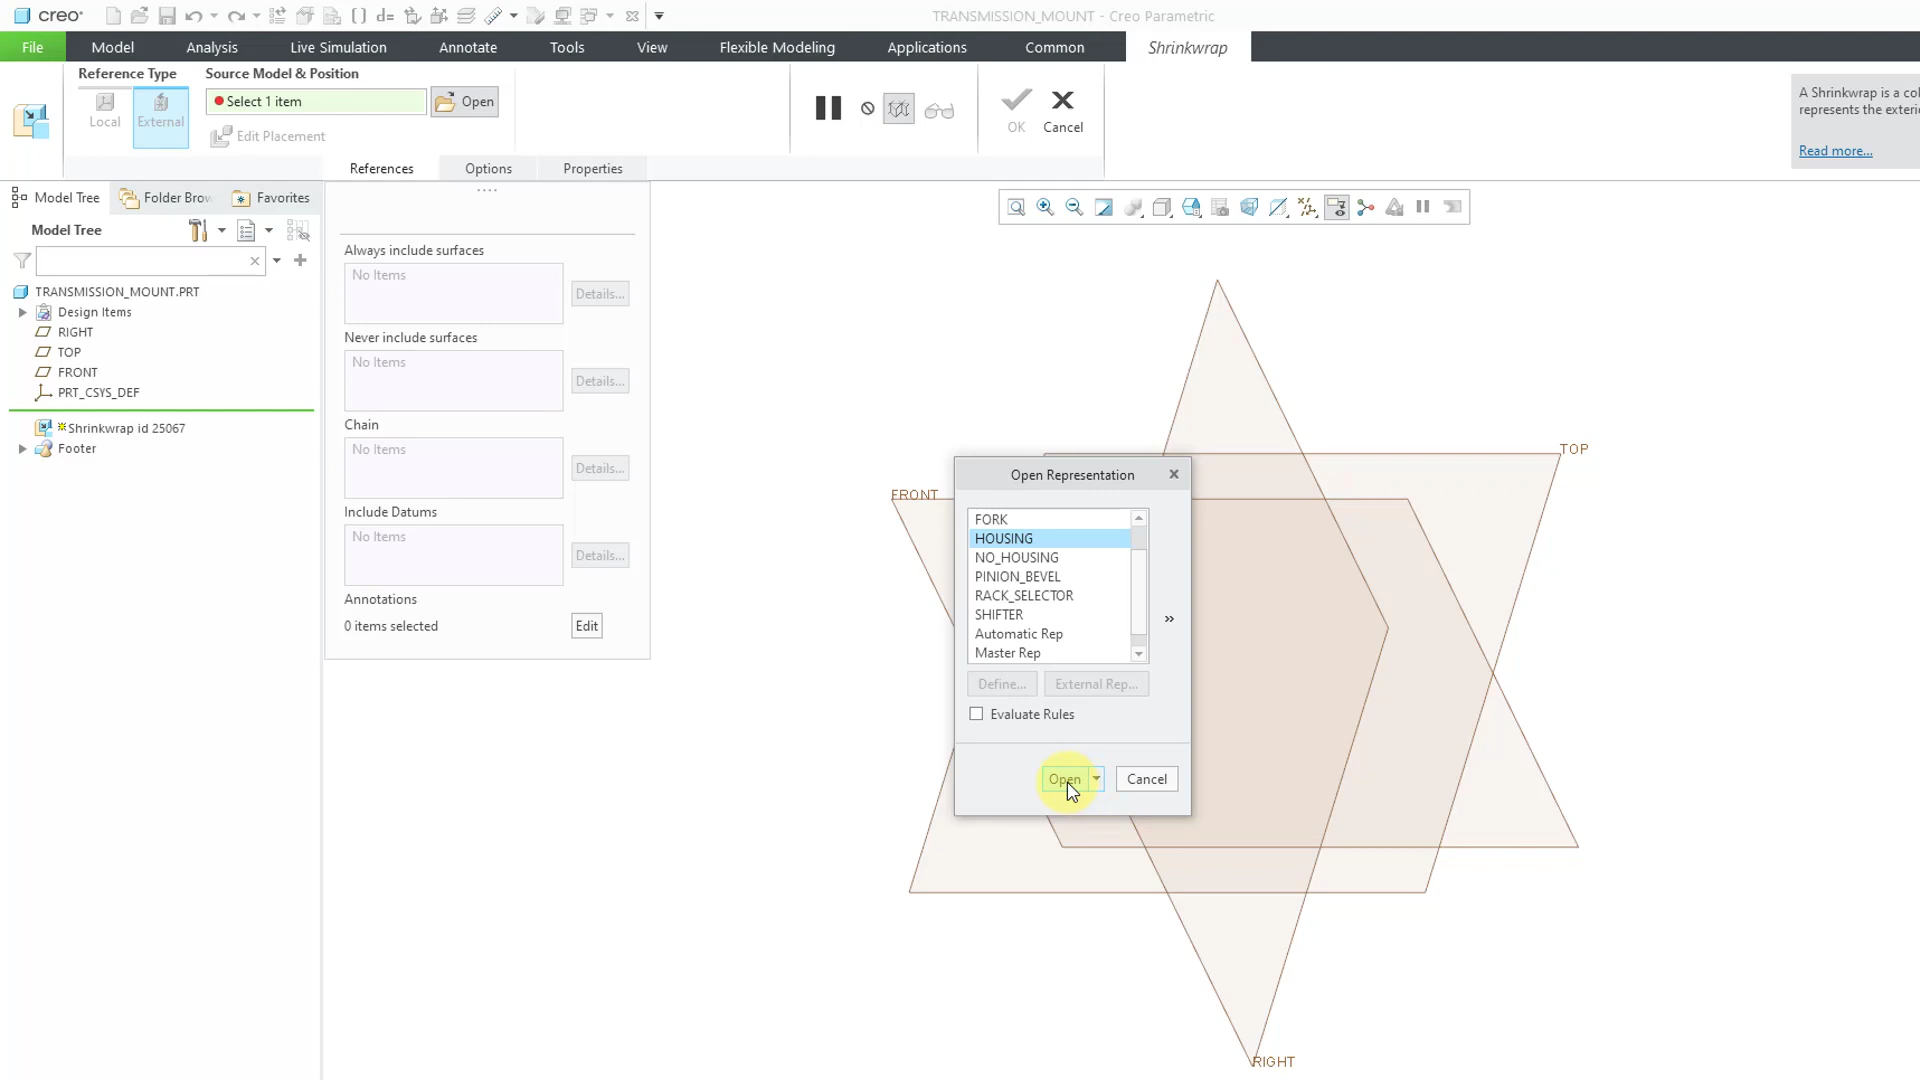 creo
d=
TRANSMISSION_MOUNT - Creo Parametric
File
Model
Analysis
Live Simulation
Annotate
Tools
View
Flexible Modeling
Applications
Common
Shrinkwrap
Reference Type
Source Model & Position
Local
External
Select 1 item
Open
Edit Placement
OK
Cancel
A Shrinkwrap is a col
represents the exterio
Read more...
References
Options
Properties
Model Tree
Folder Brow
Favorites
Model Tree
TRANSMISSION_MOUNT.PRT
Design Items
RIGHT
TOP
FRONT
PRT_CSYS_DEF
Shrinkwrap id 25067
Footer
Always include surfaces
No Items
Details...
Never include surfaces
No Items
Details...
Chain
No Items
Details...
Include Datums
No Items
Details...
Annotations
0 items selected
Edit
TOP
FRONT
RIGHT
Open Representation
FORK
HOUSING
NO_HOUSING
PINION_BEVEL
RACK_SELECTOR
SHIFTER
Automatic Rep
Master Rep
Define...
External Rep...
Evaluate Rules
Open
Cancel